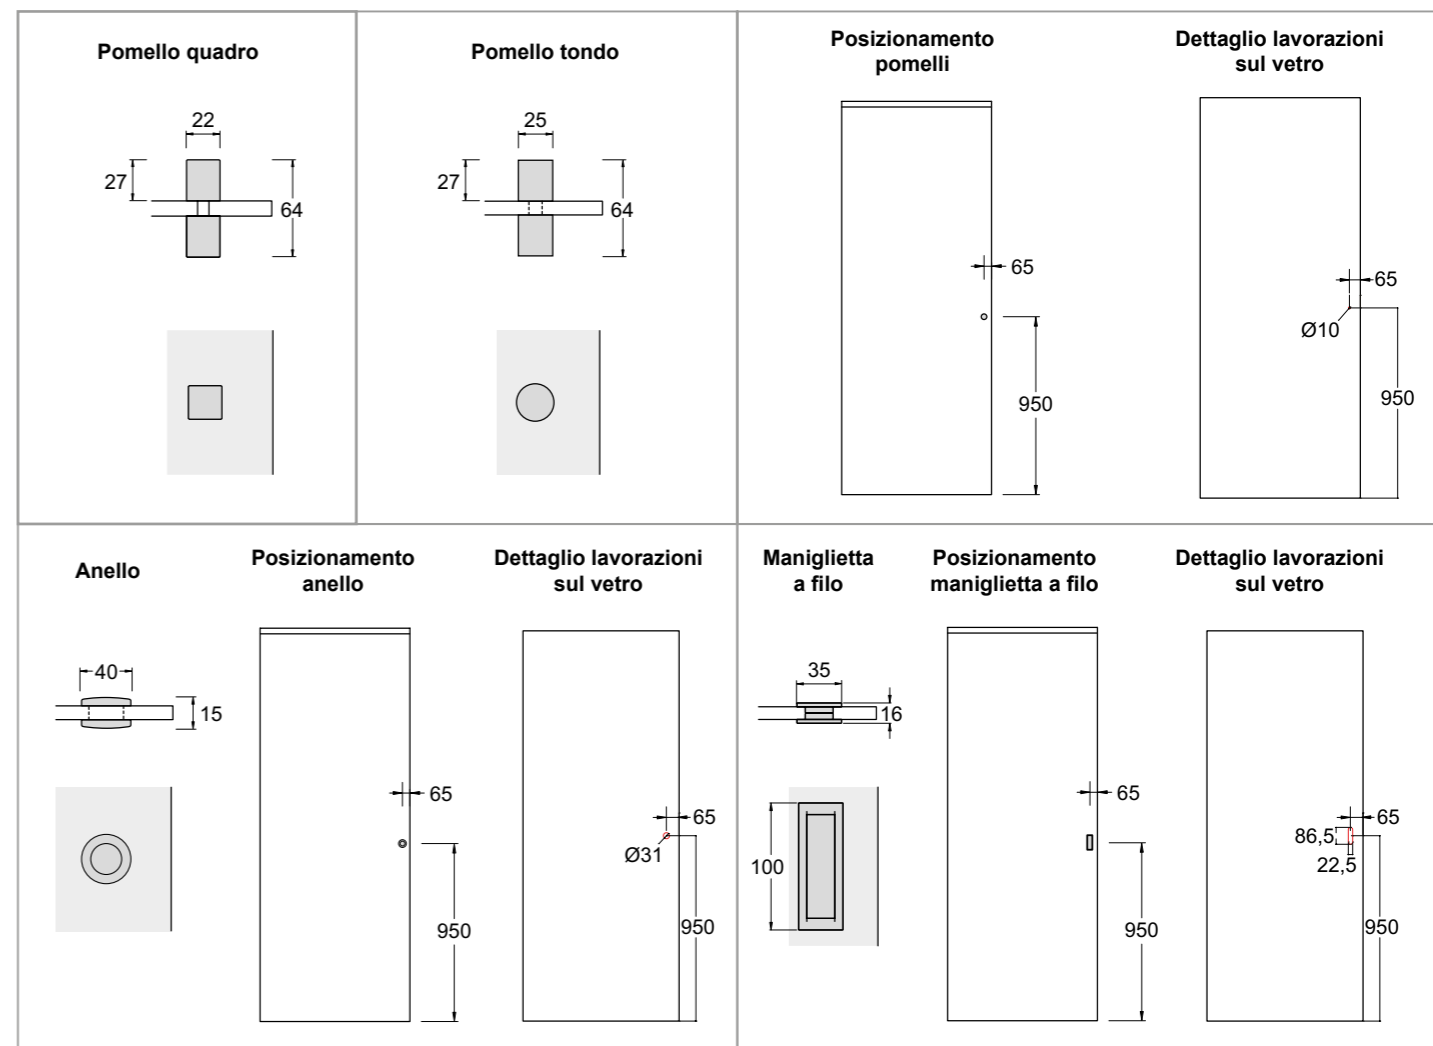 Pomello quadro
22
27
64
Pomello tondo
25
27
64
Posizionamento
pomelli
65
950
Dettaglio lavorazioni
sul vetro
65
Ø10
950
Anello
40
15
Posizionamento
anello
65
950
Dettaglio lavorazioni
sul vetro
65
Ø31
950
Maniglietta
a filo
35
16
100
Posizionamento
maniglietta a filo
65
950
Dettaglio lavorazioni
sul vetro
65
86,5
22,5
950